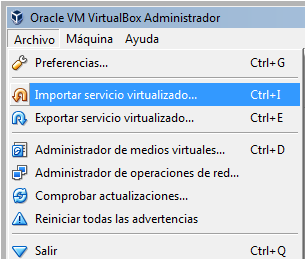 Oracle VM VirtualBox Administrador
Archivo Máquina Ayuda
Preferencias... Ctrl+G
Importar servicio virtualizado... Ctrl+I
Exportar servicio virtualizado... Ctrl+E
Administrador de medios virtuales... Ctrl+D
Administrador de operaciones de red...
Comprobar actualizaciones...
Reiniciar todas las advertencias
Salir Ctrl+Q